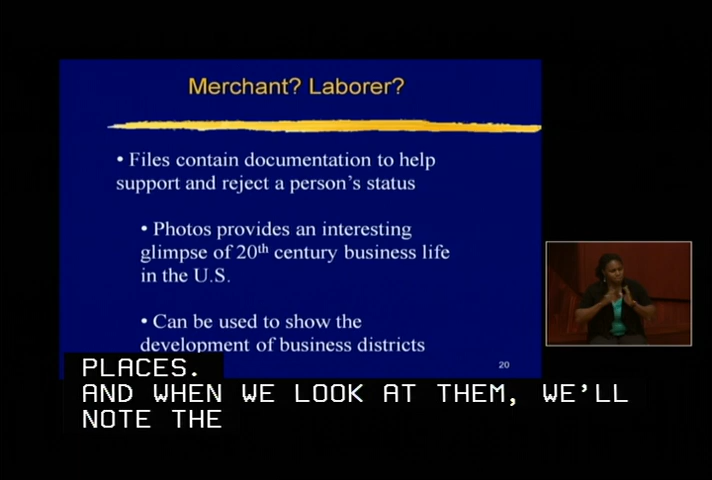 Merchant? Laborer?
• Files contain documentation to help
support and reject a person's status
• Photos provides an interesting
glimpse of 20th century business life
in the U.S.
• Can be used to show the
development of business districts
20
PLACES.
AND WHEN WE LOOK AT THEM, WE'LL
NOTE THE